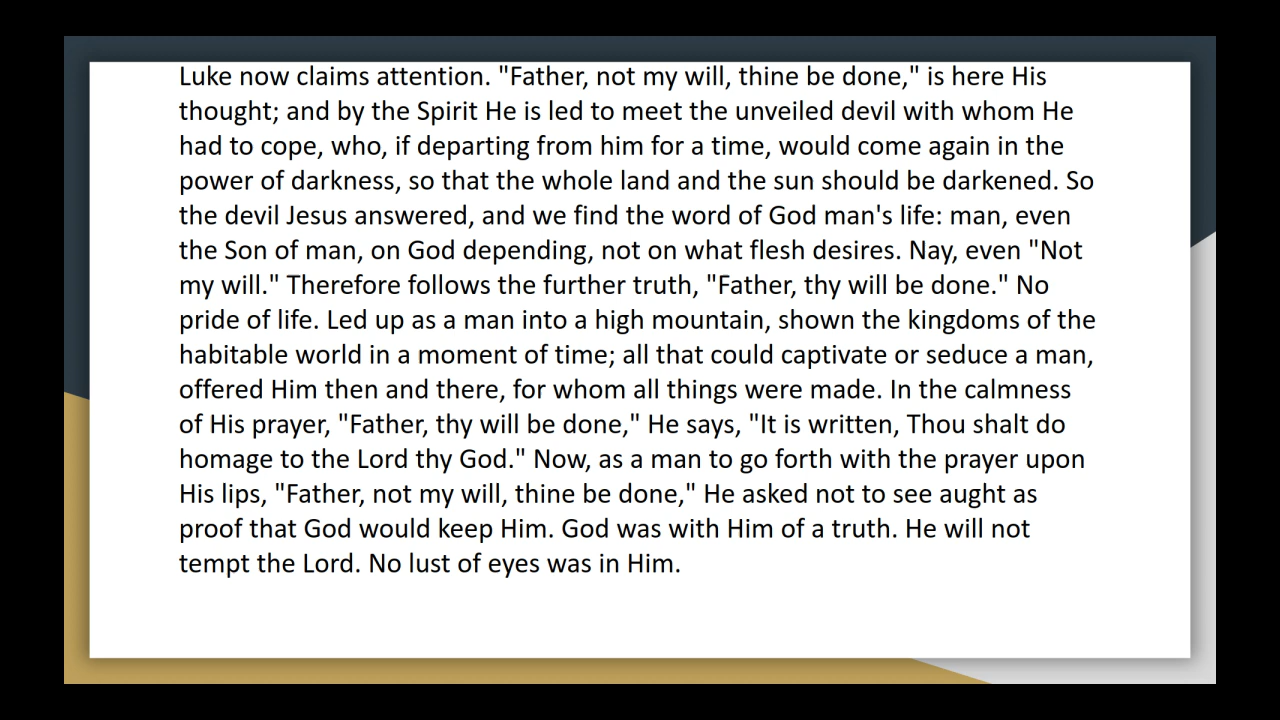 Luke now claims attention. "Father, not my will, thine be done," is here His
thought; and by the Spirit He is led to meet the unveiled devil with whom He
had to cope, who, if departing from him for a time, would come again in the
power of darkness, so that the whole land and the sun should be darkened. So
the devil Jesus answered, and we find the word of God man's life: man, even
the Son of man, on God depending, not on what flesh desires. Nay, even "Not
my will." Therefore follows the further truth, "Father, thy will be done." No
pride of life. Led up as a man into a high mountain, shown the kingdoms of the
habitable world in a moment of time; all that could captivate or seduce a man,
offered Him then and there, for whom all things were made. In the calmness
of His prayer, "Father, thy will be done," He says, "It is written, Thou shalt do
homage to the Lord thy God." Now, as a man to go forth with the prayer upon
His lips, "Father, not my will, thine be done," He asked not to see aught as
proof that God would keep Him. God was with Him of a truth. He will not
tempt the Lord. No lust of eyes was in Him.